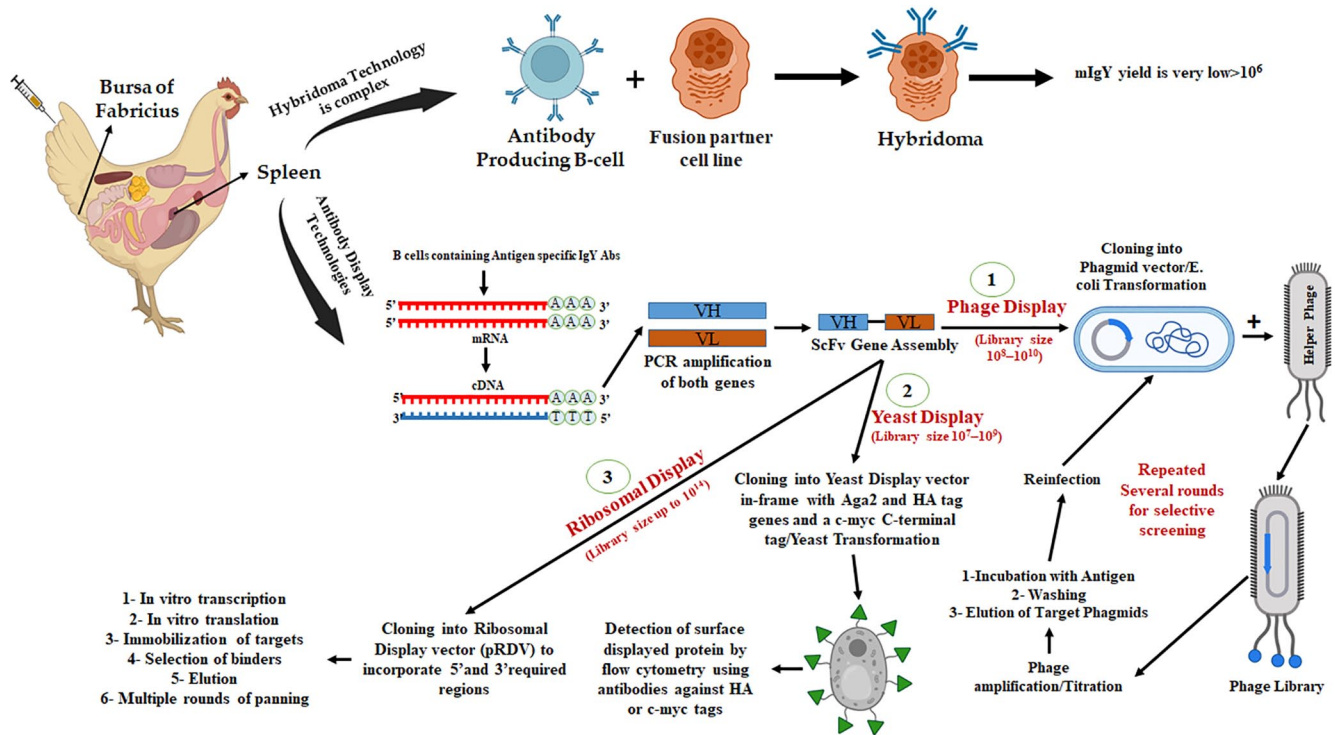 Bursa of
Fabricius
Spleen
Hybridoma Technology
is complex
Antibody
Producing B-cell
+
Fusion partner
cell line
Hybridoma
mIgY yield is very low>10⁶
Antibody Display
Technologies
B cells containing Antigen specific IgY Abs
5' A A A 3'
5' A A A 3'
mRNA
cDNA
5' A A A 3'
3' T T T 5'
VH
VL
PCR amplification
of both genes
VH VL
ScFv Gene Assembly
1
Phage Display
(Library size
10⁸–10¹⁰)
Cloning into
Phagmid vector/E.
coli Transformation
+
Helper Phage
2
Yeast Display
(Library size 10⁷–10⁹)
3
Ribosomal Display
(Library size up to 10¹⁴)
Cloning into Yeast Display vector
in-frame with Aga2 and HA tag
genes and a c-myc C-terminal
tag/Yeast Transformation
Reinfection
Repeated
Several rounds
for selective
screening
1-Incubation with Antigen
2- Washing
3- Elution of Target Phagmids
Phage
amplification/Titration
Phage Library
1- In vitro transcription
2- In vitro translation
3- Immobilization of targets
4- Selection of binders
5- Elution
6- Multiple rounds of panning
Cloning into Ribosomal
Display vector (pRDV) to
incorporate 5'and 3'required
regions
Detection of surface
displayed protein by
flow cytometry using
antibodies against HA
or c-myc tags